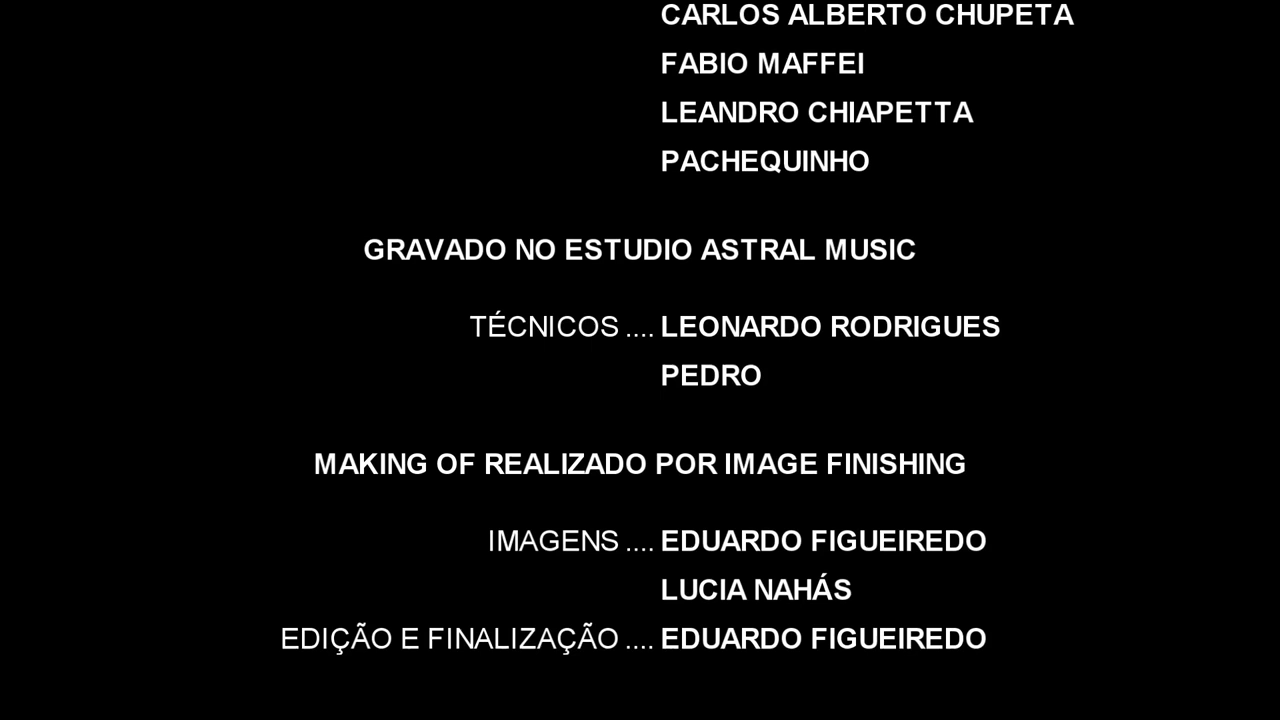 CARLOS ALBERTO CHUPETA
FABIO MAFFEI
LEANDRO CHIAPETTA
PACHEQUINHO
GRAVADO NO ESTUDIO ASTRAL MUSIC
TÉCNICOS .... LEONARDO RODRIGUES
PEDRO
MAKING OF REALIZADO POR IMAGE FINISHING
IMAGENS .... EDUARDO FIGUEIREDO
LUCIA NAHÁS
EDIÇÃO E FINALIZAÇÃO .... EDUARDO FIGUEIREDO